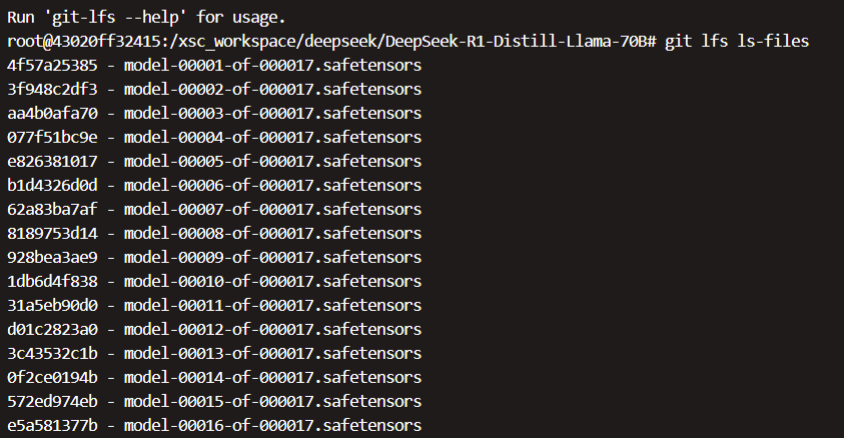 Run 'git-lfs --help' for usage.
root@43020ff32415:/xsc_workspace/deepseek/DeepSeek-R1-Distill-Llama-70B# git lfs ls-files
4f57a25385 - model-00001-of-000017.safetensors
3f948c2df3 - model-00002-of-000017.safetensors
aa4b0afa70 - model-00003-of-000017.safetensors
077f51bc9e - model-00004-of-000017.safetensors
e826381017 - model-00005-of-000017.safetensors
b1d4326d0d - model-00006-of-000017.safetensors
62a83ba7af - model-00007-of-000017.safetensors
8189753d14 - model-00008-of-000017.safetensors
928bea3ae9 - model-00009-of-000017.safetensors
1db6d4f838 - model-00010-of-000017.safetensors
31a5eb90d0 - model-00011-of-000017.safetensors
d01c2823a0 - model-00012-of-000017.safetensors
3c43532c1b - model-00013-of-000017.safetensors
0f2ce0194b - model-00014-of-000017.safetensors
572ed974eb - model-00015-of-000017.safetensors
e5a581377b - model-00016-of-000017.safetensors